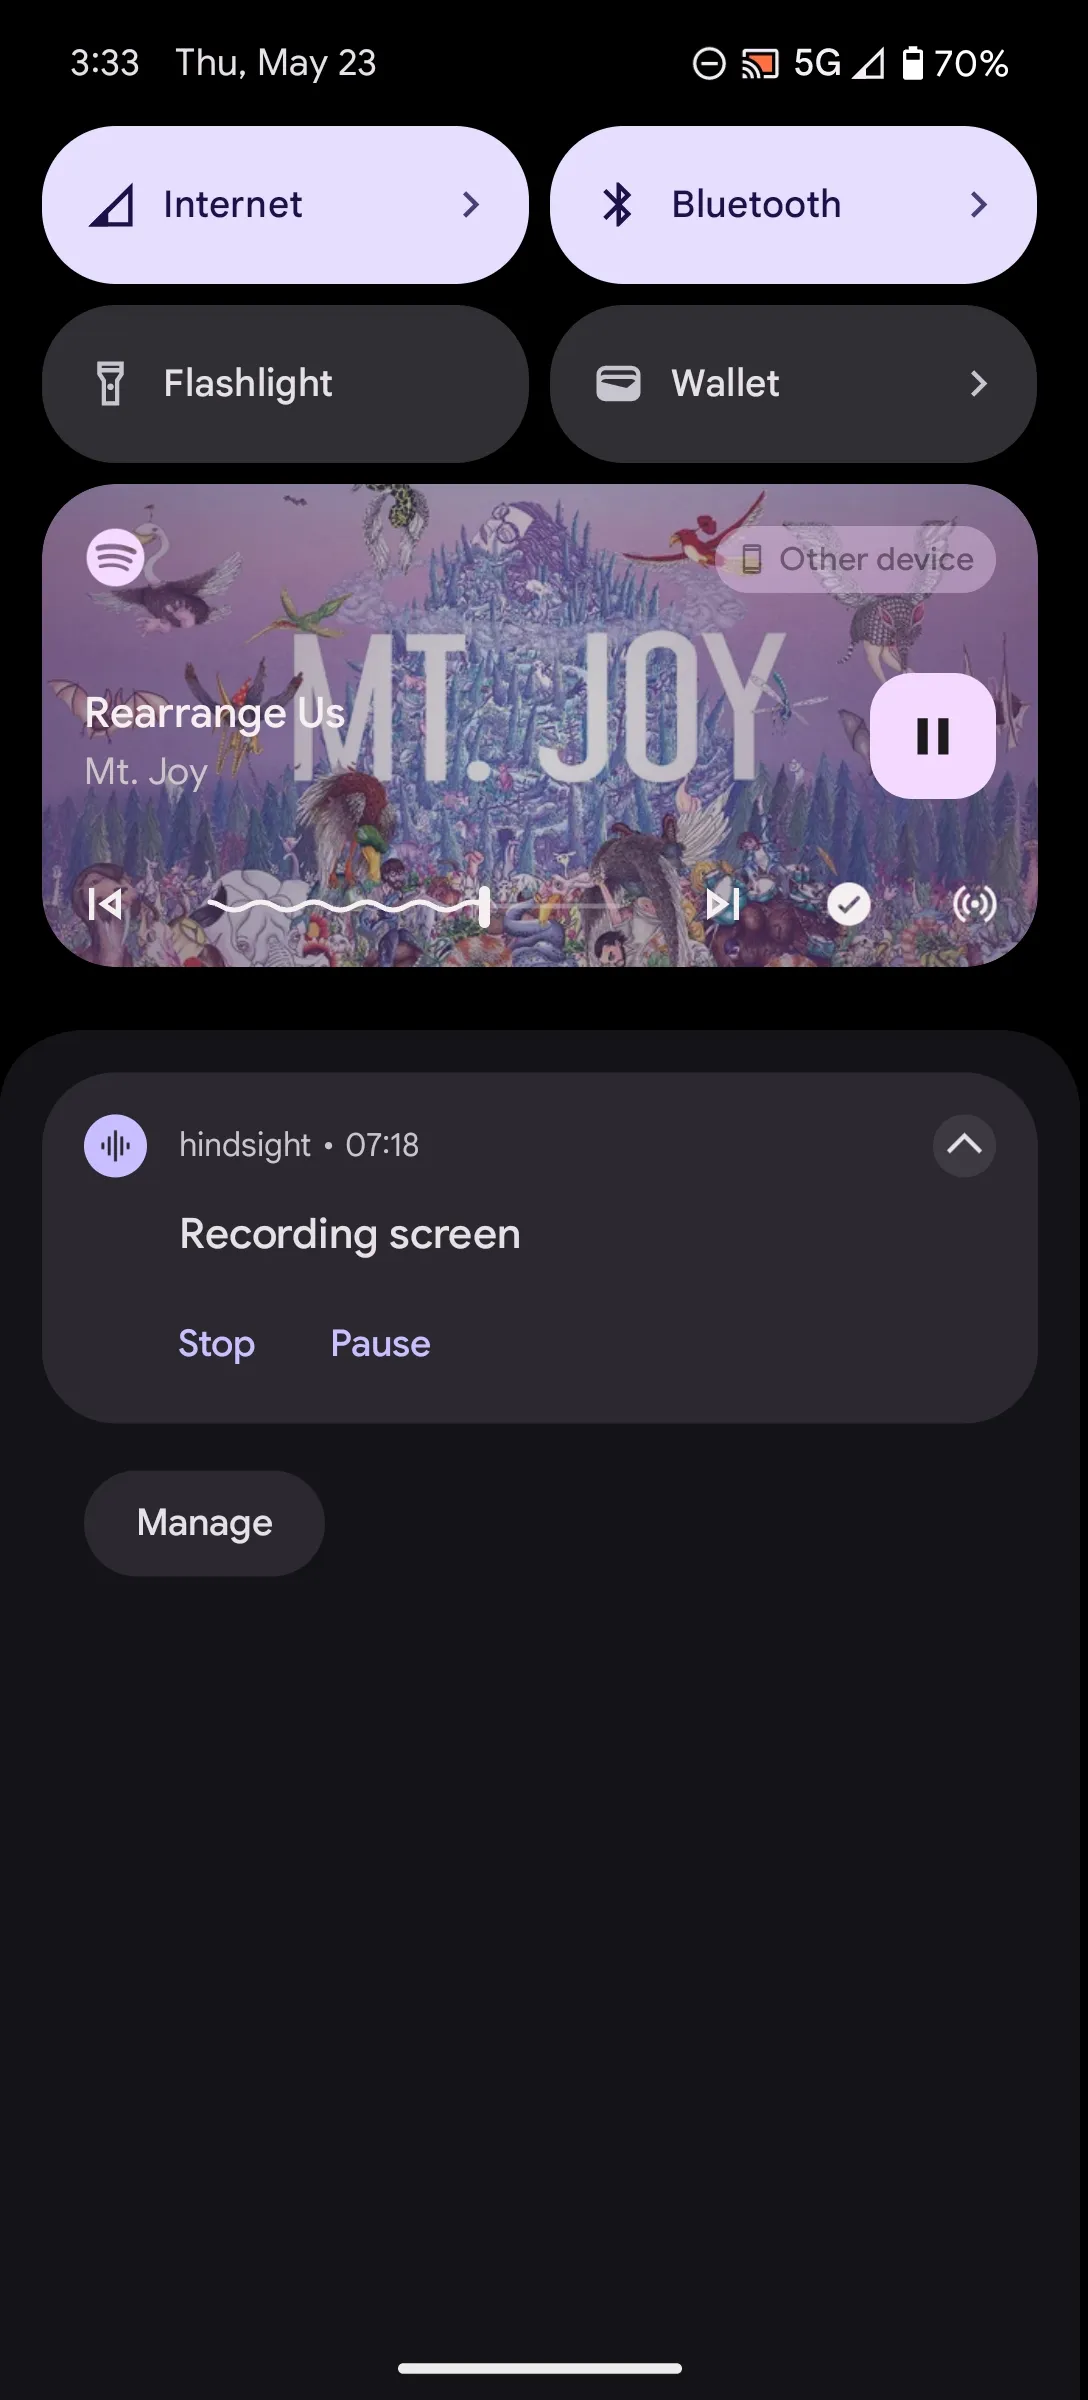 3:33 Thu, May 23 5G 70%
Internet Bluetooth
Flashlight Wallet
Other device
MT. JOY
Rearrange Us
Mt. Joy
hindsight • 07:18
Recording screen
Stop Pause
Manage